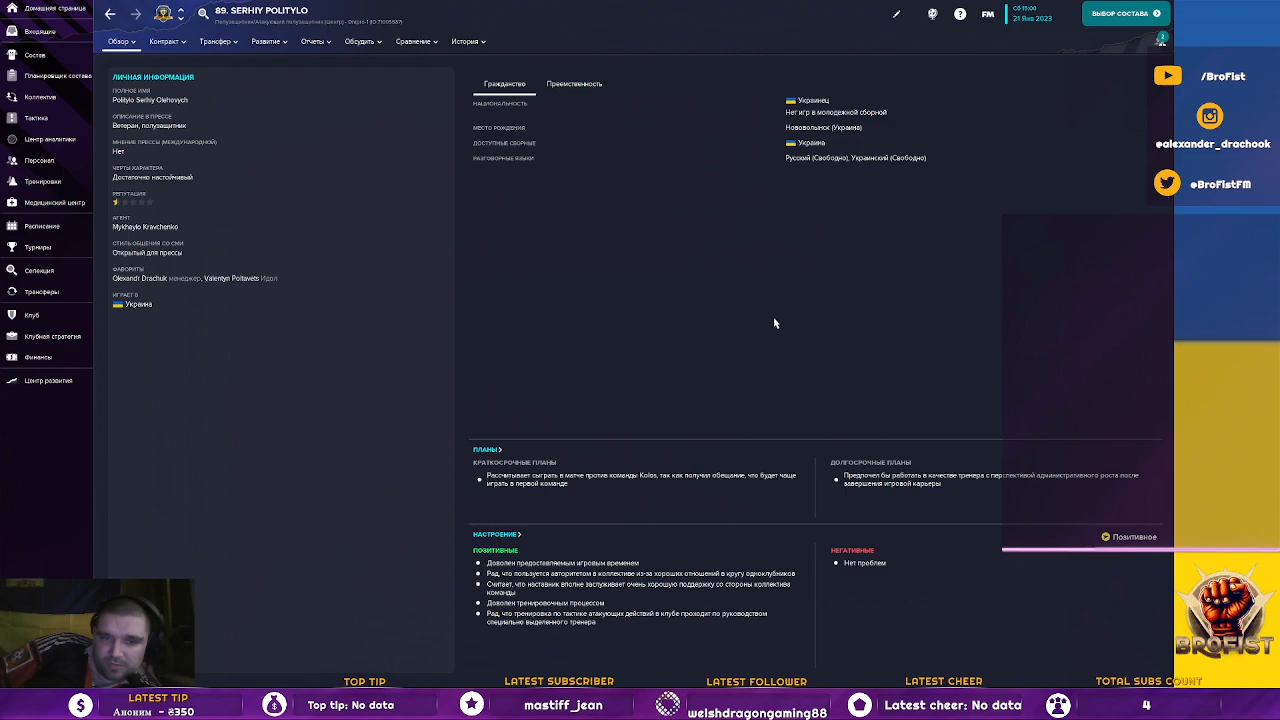 Домашняя страница
Входящие
Состав
Планировщик состава
Коллектив
Тактика
Центр аналитики
Персонал
Тренировки
Медицинский центр
Расписание
Турниры
Селекция
Трансферы
Клуб
Клубная стратегия
Финансы
Центр развития
89. SERHIY POLITYLO
Полузащитник/Атакующий полузащитник (Центр) - Dnipro-1 (ID:71005537)
FM
Сб 15:00
21 Янв 2023
ВЫБОР СОСТАВА
Обзор
Контракт
Трансфер
Развитие
Отчеты
Обсудить
Сравнение
История
2
ЛИЧНАЯ ИНФОРМАЦИЯ
ПОЛНОЕ ИМЯ
Politylo Serhiy Olehovych
ОПИСАНИЕ В ПРЕССЕ
Ветеран, полузащитник
МНЕНИЕ ПРЕССЫ (МЕЖДУНАРОДНОЙ)
Нет
ЧЕРТЫ ХАРАКТЕРА
Достаточно настойчивый
РЕПУТАЦИЯ
АГЕНТ
Mykhaylo Kravchenko
СТИЛЬ ОБЩЕНИЯ СО СМИ
Открытый для прессы
ФАВОРИТЫ
Olexandr Drachuk менеджер, Valentyn Poltavets Идол
ИГРАЕТ В
Украина
Гражданство
Преемственность
НАЦИОНАЛЬНОСТЬ
Украинец
Нет игр в молодежной сборной
МЕСТО РОЖДЕНИЯ
Нововолынск (Украина)
ДОСТУПНЫЕ СБОРНЫЕ
Украина
РАЗГОВОРНЫЕ ЯЗЫКИ
Русский (Свободно), Украинский (Свободно)
ПЛАНЫ
КРАТКОСРОЧНЫЕ ПЛАНЫ
Рассчитывает сыграть в матче против команды Kolos, так как получил обещание, что будет чаще
играть в первой команде
ДОЛГОСРОЧНЫЕ ПЛАНЫ
Предпочел бы работать в качестве тренера с перспективой административного роста после
завершения игровой карьеры
НАСТРОЕНИЕ
Позитивное
ПОЗИТИВНЫЕ
Доволен предоставляемым игровым временем
Рад, что пользуется авторитетом в коллективе из-за хороших отношений в кругу одноклубников
Считает, что наставник вполне заслуживает очень хорошую поддержку со стороны коллектива
команды
Доволен тренировочным процессом
Рад, что тренировка по тактике атакующих действий в клубе проходит по руководством
специально выделенного тренера
НЕГАТИВНЫЕ
Нет проблем
/BroFist
@alexander_drachook
@BroFistfm
BROFIST
LATEST TIP
Аноним - ₴350
TOP TIP
Top tip: No data
LATEST SUBSCRIBER
mastiff_jean
LATEST FOLLOWER
welshdragongaming88
LATEST CHEER
Latest cheer: No data
TOTAL SUBS COUNT
4